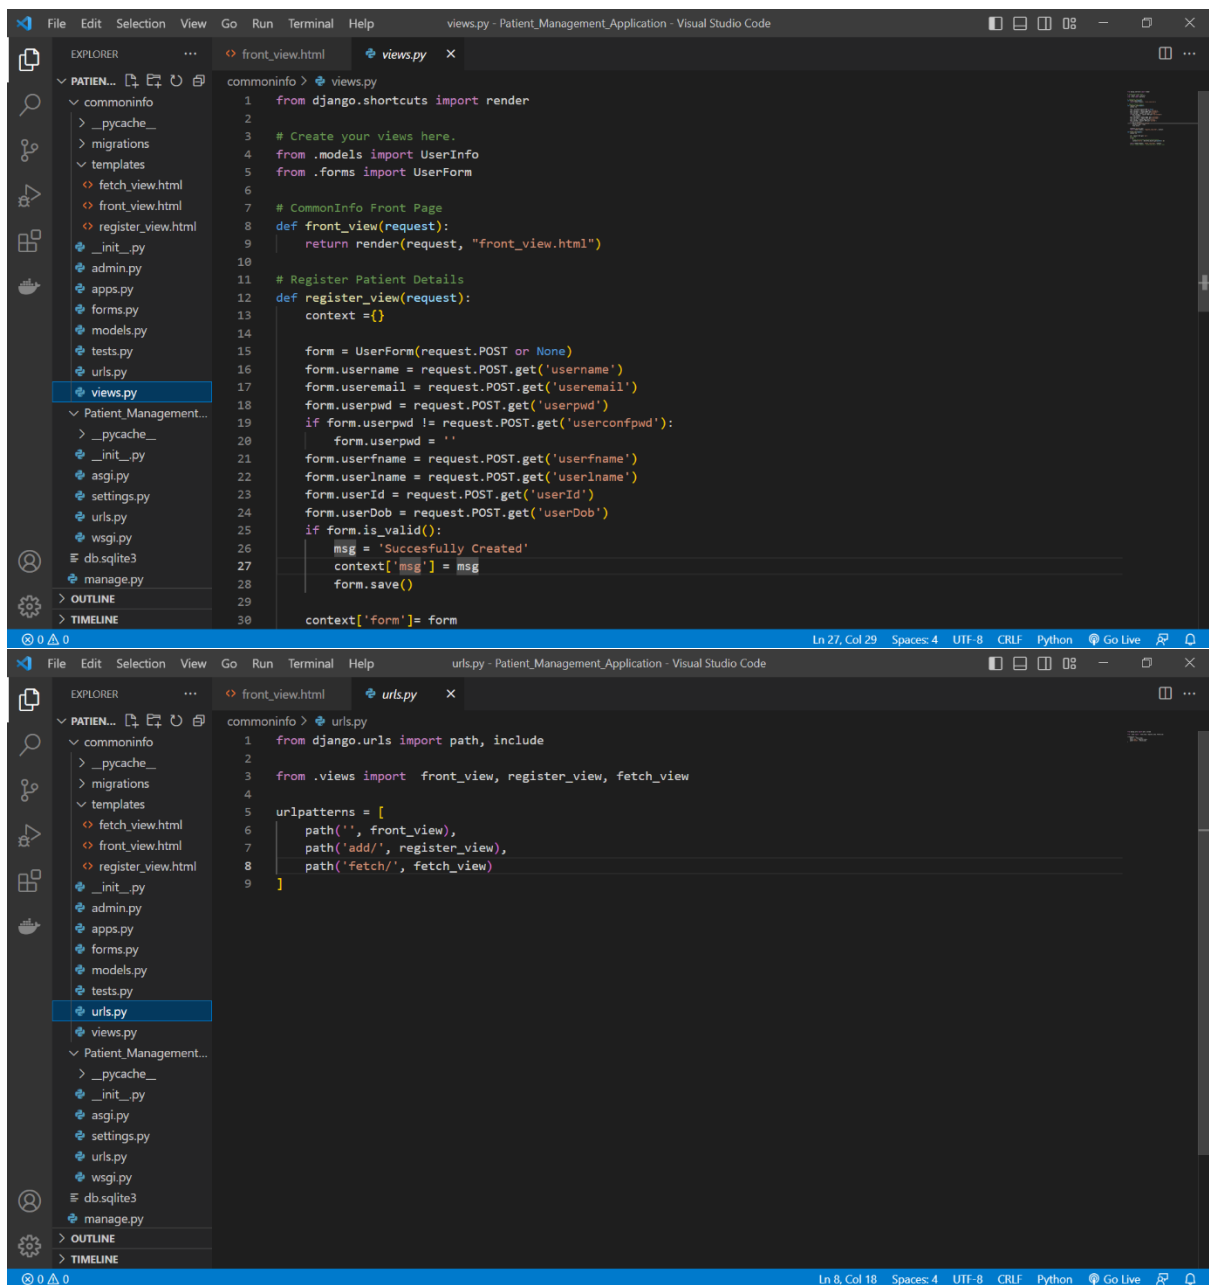 File Edit Selection View Go Run Terminal Help views.py - Patient_Management_Application - Visual Studio Code
EXPLORER ... front_view.html views.py
PATIEN... commoninfo > views.py
commoninfo
__pycache__
migrations
templates
fetch_view.html
front_view.html
register_view.html
__init__.py
admin.py
apps.py
forms.py
models.py
tests.py
urls.py
views.py
Patient_Management...
__pycache__
__init__.py
asgi.py
settings.py
urls.py
wsgi.py
db.sqlite3
manage.py
OUTLINE
TIMELINE
1 from django.shortcuts import render
2
3 # Create your views here.
4 from .models import UserInfo
5 from .forms import UserForm
6
7 # CommonInfo Front Page
8 def front_view(request):
9 return render(request, "front_view.html")
10
11 # Register Patient Details
12 def register_view(request):
13 context ={}
14
15 form = UserForm(request.POST or None)
16 form.username = request.POST.get('username')
17 form.useremail = request.POST.get('useremail')
18 form.userpwd = request.POST.get('userpwd')
19 if form.userpwd != request.POST.get('userconfpwd'):
20 form.userpwd = ''
21 form.userfname = request.POST.get('userfname')
22 form.userlname = request.POST.get('userlname')
23 form.userId = request.POST.get('userId')
24 form.userDob = request.POST.get('userDob')
25 if form.is_valid():
26 msg = 'Succesfully Created'
27 context['msg'] = msg
28 form.save()
29
30 context['form']= form
0 0 Ln 27, Col 29 Spaces: 4 UTF-8 CRLF Python Go Live
File Edit Selection View Go Run Terminal Help urls.py - Patient_Management_Application - Visual Studio Code
EXPLORER ... front_view.html urls.py
PATIEN... commoninfo > urls.py
commoninfo
__pycache__
migrations
templates
fetch_view.html
front_view.html
register_view.html
__init__.py
admin.py
apps.py
forms.py
models.py
tests.py
urls.py
views.py
Patient_Management...
__pycache__
__init__.py
asgi.py
settings.py
urls.py
wsgi.py
db.sqlite3
manage.py
OUTLINE
TIMELINE
1 from django.urls import path, include
2
3 from .views import  front_view, register_view, fetch_view
4
5 urlpatterns = [
6 path('', front_view),
7 path('add/', register_view),
8 path('fetch/', fetch_view)
9 ]
0 0 Ln 8, Col 18 Spaces: 4 UTF-8 CRLF Python Go Live